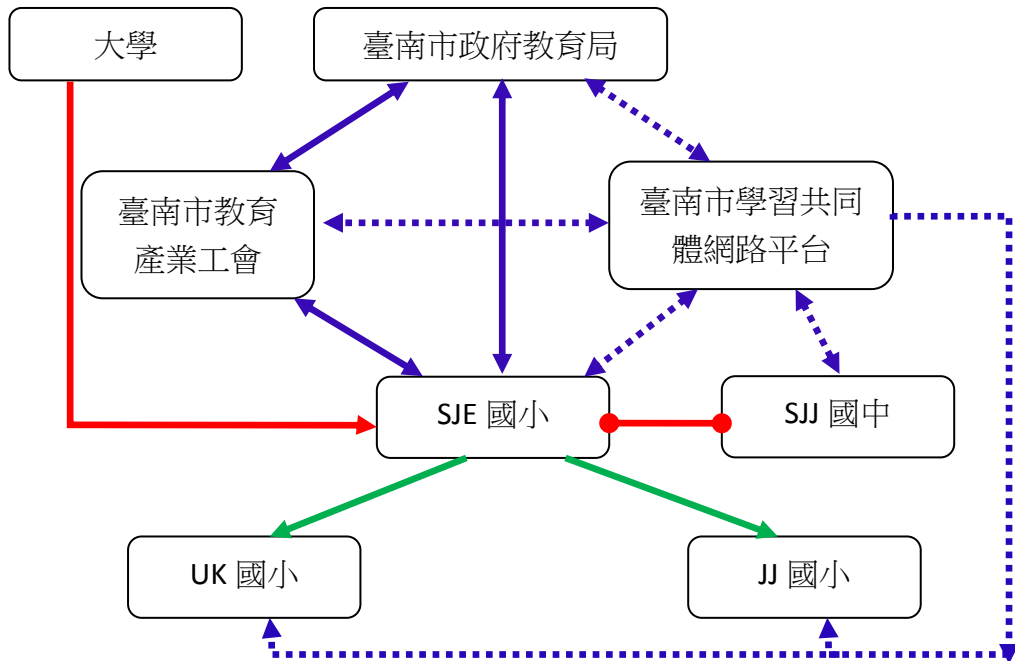 大學
臺南市政府教育局
臺南市教育
產業工會
臺南市學習共同
體網路平台
SJE 國小
SJJ 國中
UK 國小
JJ 國小